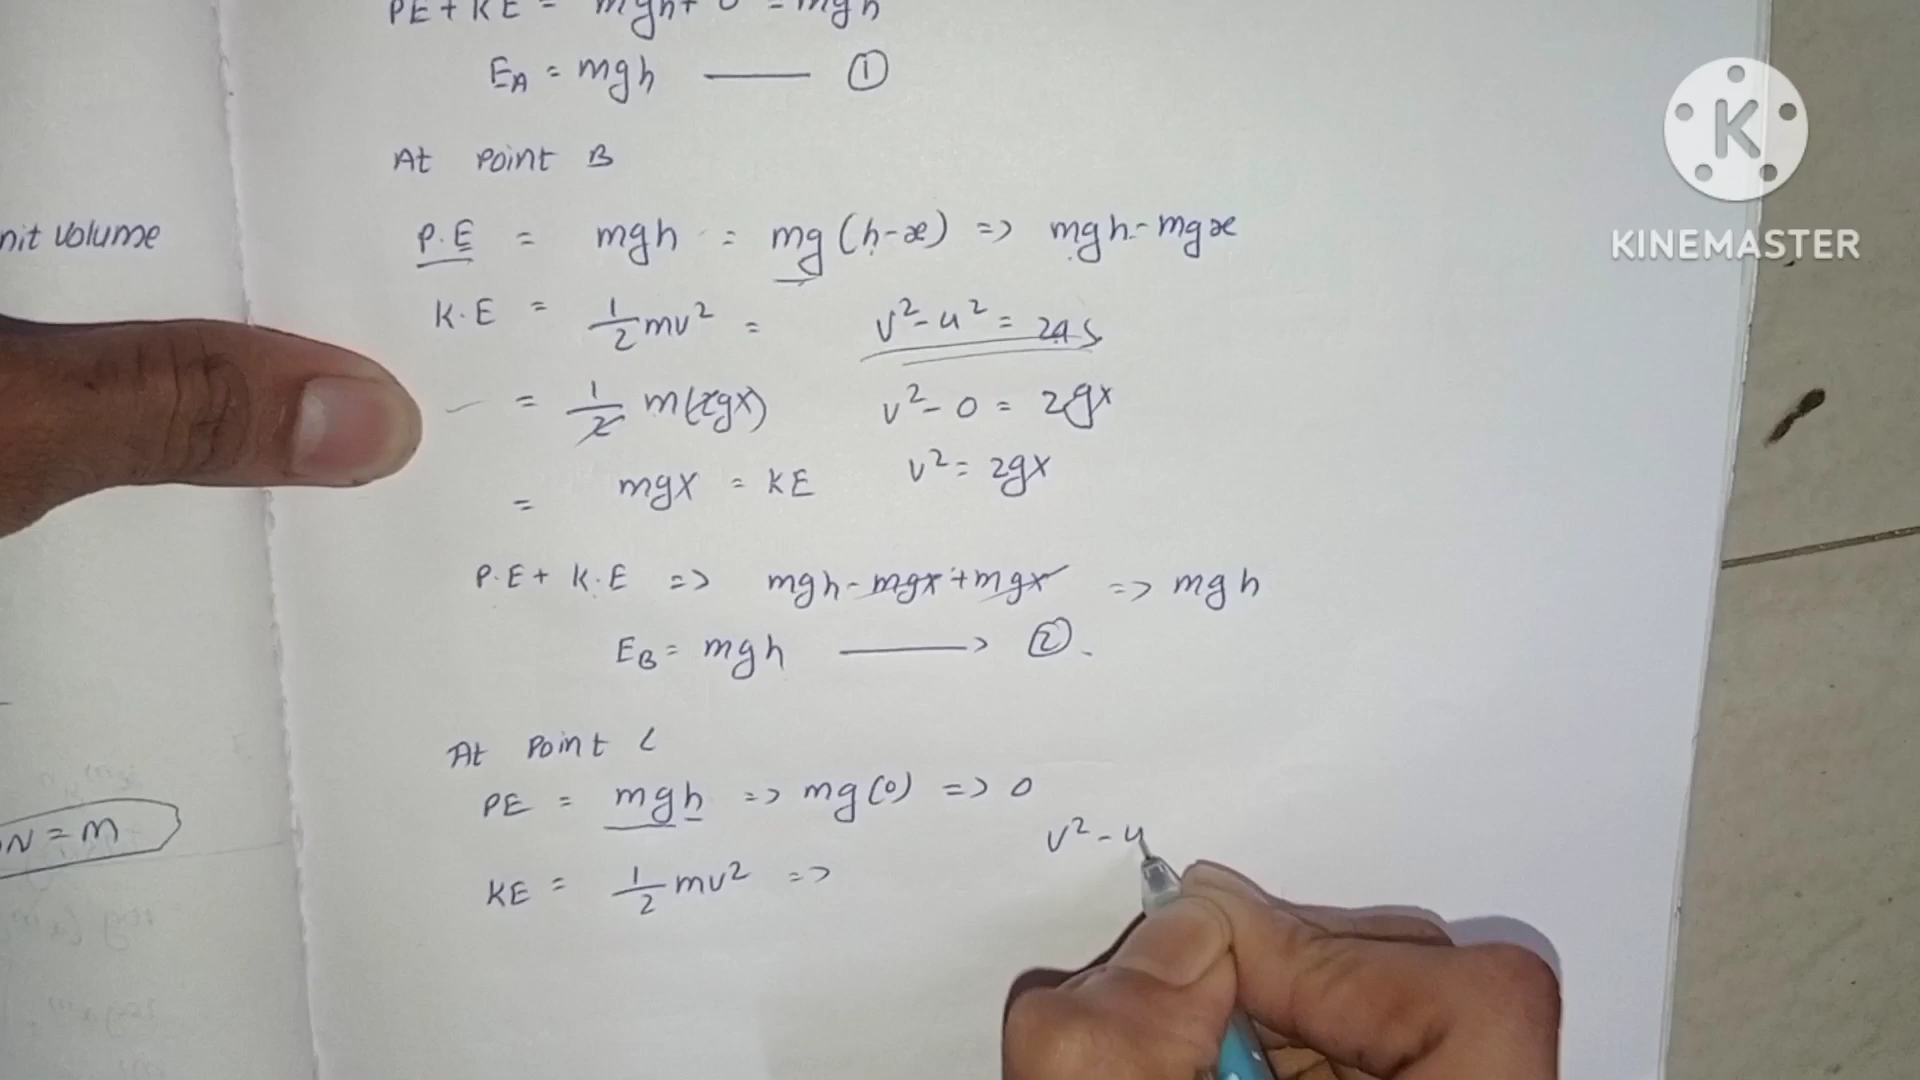 PE + KE = mgh + 0 = mgh
EA = mgh —— ①
At point B
P.E = mgh = mg(h-x) => mgh - mgx
K.E = 1/2 mv² = v² - u² = 2as
= 1/2 m(2gx) v² - 0 = 2gx
= mgx = KE v² = 2gx
P.E + K.E => mgh - mgx + mgx => mgh
EB = mgh ——> ②.
At point C
PE = mgh => mg(0) => 0
KE = 1/2 mv² => v² - u
nit volume
N = m
K
KINEMASTER